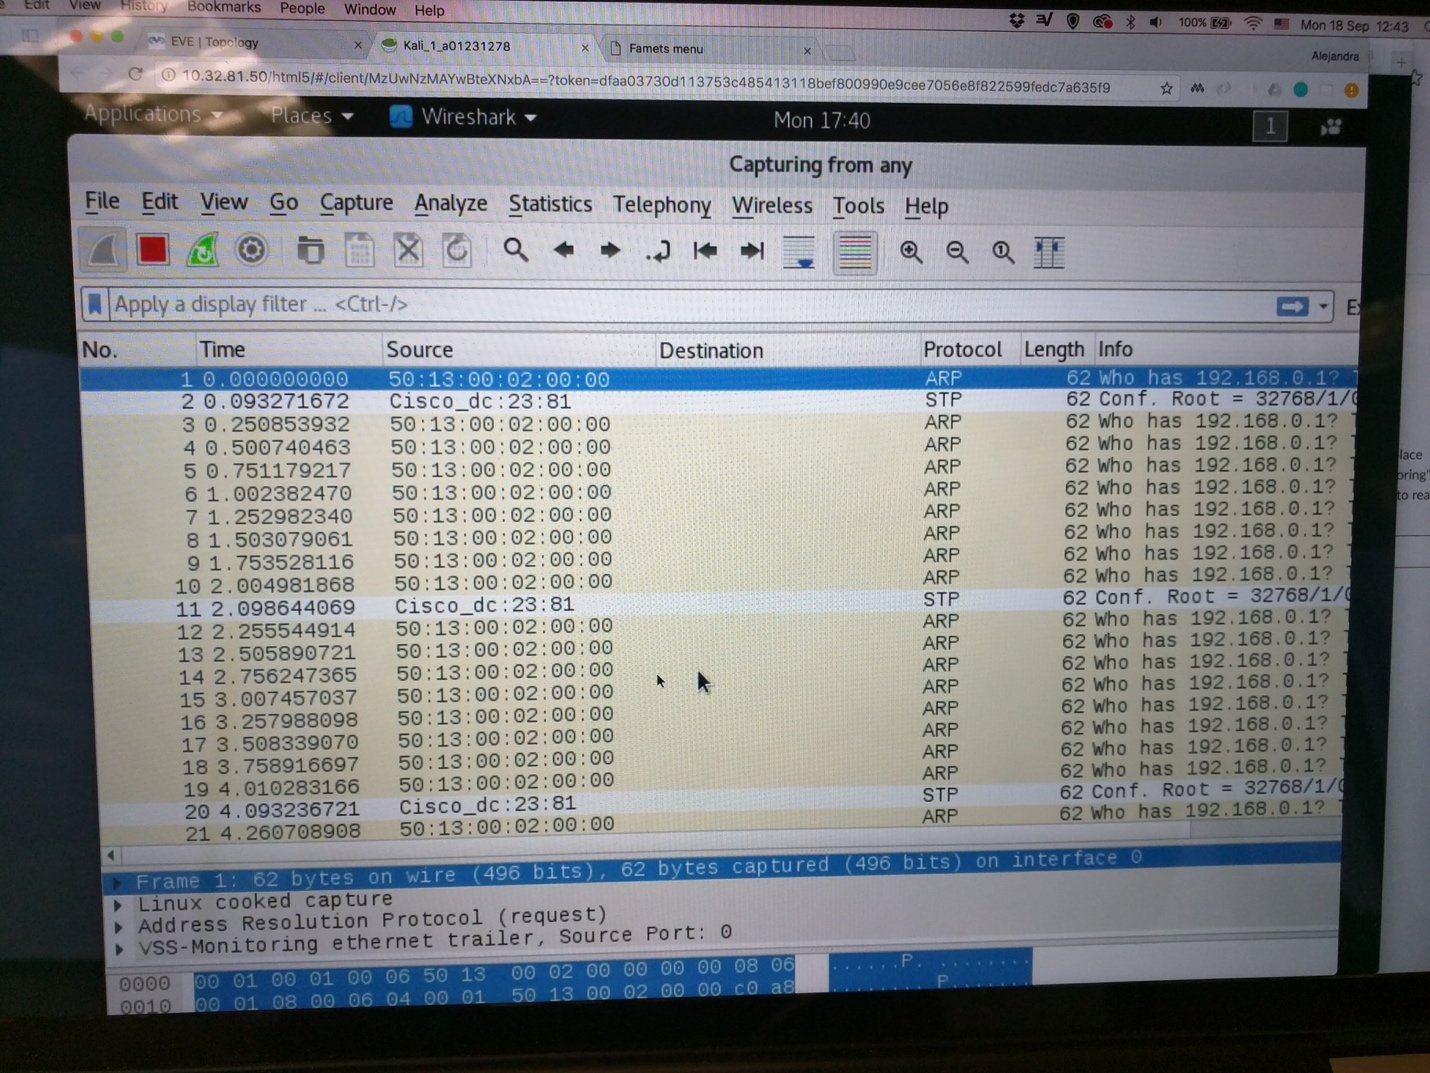 Edit View History Bookmarks People Window Help
100% Mon 18 Sep 12:43
EVE | Topology × Kali_1_a01231278 × Famets menu ×
Alejandra
10.32.81.50/html5/#/client/MzUwNzMAYwBteXNxbA==?token=dfaa03730d113753c485413118bef800990e9cee7056e8f822599fedc7a635f9
Applications Places Wireshark Mon 17:40 1
Capturing from any
File Edit View Go Capture Analyze Statistics Telephony Wireless Tools Help
Apply a display filter ... <Ctrl-/>
No. Time Source Destination Protocol Length Info
1 0.000000000 50:13:00:02:00:00 ARP 62 Who has 192.168.0.1?
2 0.093271672 Cisco_dc:23:81 STP 62 Conf. Root = 32768/1/
3 0.250853932 50:13:00:02:00:00 ARP 62 Who has 192.168.0.1?
4 0.500740463 50:13:00:02:00:00 ARP 62 Who has 192.168.0.1?
5 0.751179217 50:13:00:02:00:00 ARP 62 Who has 192.168.0.1?
6 1.002382470 50:13:00:02:00:00 ARP 62 Who has 192.168.0.1?
7 1.252982340 50:13:00:02:00:00 ARP 62 Who has 192.168.0.1?
8 1.503079061 50:13:00:02:00:00 ARP 62 Who has 192.168.0.1?
9 1.753528116 50:13:00:02:00:00 ARP 62 Who has 192.168.0.1?
10 2.004981868 50:13:00:02:00:00 ARP 62 Who has 192.168.0.1?
11 2.098644069 Cisco_dc:23:81 STP 62 Conf. Root = 32768/1/
12 2.255544914 50:13:00:02:00:00 ARP 62 Who has 192.168.0.1?
13 2.505890721 50:13:00:02:00:00 ARP 62 Who has 192.168.0.1?
14 2.756247365 50:13:00:02:00:00 ARP 62 Who has 192.168.0.1?
15 3.007457037 50:13:00:02:00:00 ARP 62 Who has 192.168.0.1?
16 3.257988098 50:13:00:02:00:00 ARP 62 Who has 192.168.0.1?
17 3.508339070 50:13:00:02:00:00 ARP 62 Who has 192.168.0.1?
18 3.758916697 50:13:00:02:00:00 ARP 62 Who has 192.168.0.1?
19 4.010283166 50:13:00:02:00:00 ARP 62 Who has 192.168.0.1?
20 4.093236721 Cisco_dc:23:81 STP 62 Conf. Root = 32768/1/
21 4.260708908 50:13:00:02:00:00 ARP 62 Who has 192.168.0.1?
Frame 1: 62 bytes on wire (496 bits), 62 bytes captured (496 bits) on interface 0
Linux cooked capture
Address Resolution Protocol (request)
VSS-Monitoring ethernet trailer, Source Port: 0
0000 00 01 00 01 00 06 50 13 00 02 00 00 00 00 08 06 ......P. ........
0010 00 01 08 00 06 04 00 01 50 13 00 02 00 00 c0 a8 ........ P.......